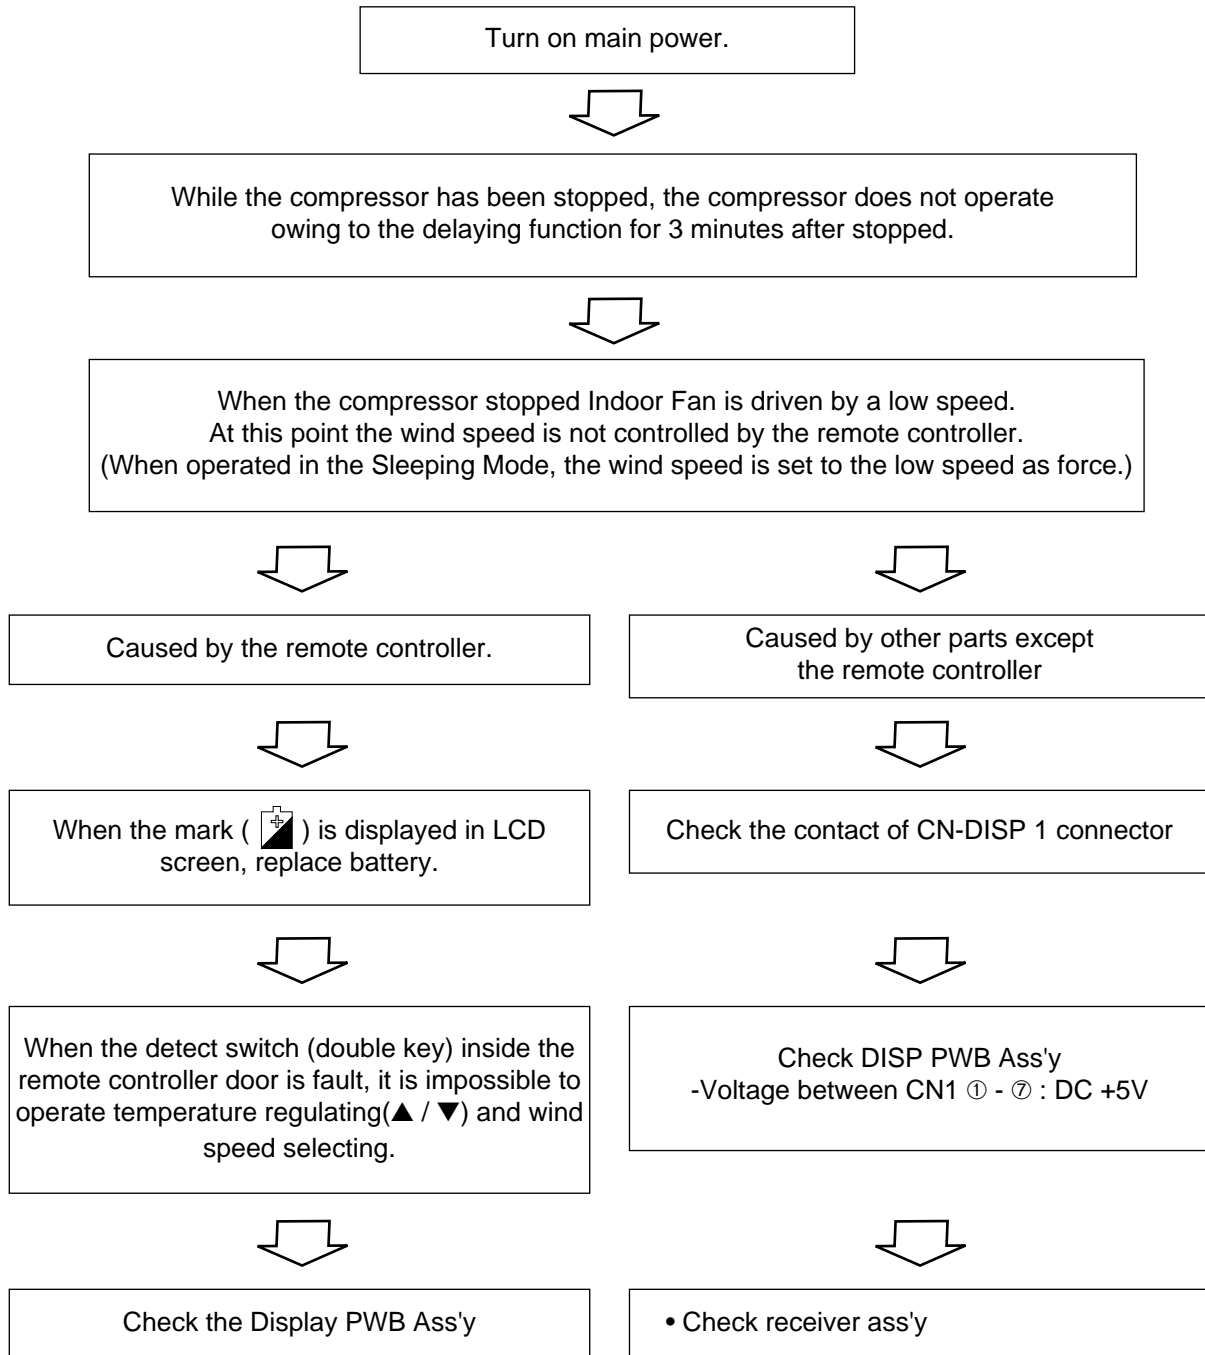 Turn on main power.
While the compressor has been stopped, the compressor does not operate
owing to the delaying function for 3 minutes after stopped.
When the compressor stopped Indoor Fan is driven by a low speed.
At this point the wind speed is not controlled by the remote controller.
(When operated in the Sleeping Mode, the wind speed is set to the low speed as force.)
Caused by the remote controller.
When the mark ( ) is displayed in LCD
screen, replace battery.
When the detect switch (double key) inside the
remote controller door is fault, it is impossible to
operate temperature regulating(▲ / ▼) and wind
speed selecting.
Check the Display PWB Ass'y
Caused by other parts except
the remote controller
Check the contact of CN-DISP 1 connector
Check DISP PWB Ass'y
-Voltage between CN1 ① - ⑦ : DC +5V
• Check receiver ass'y